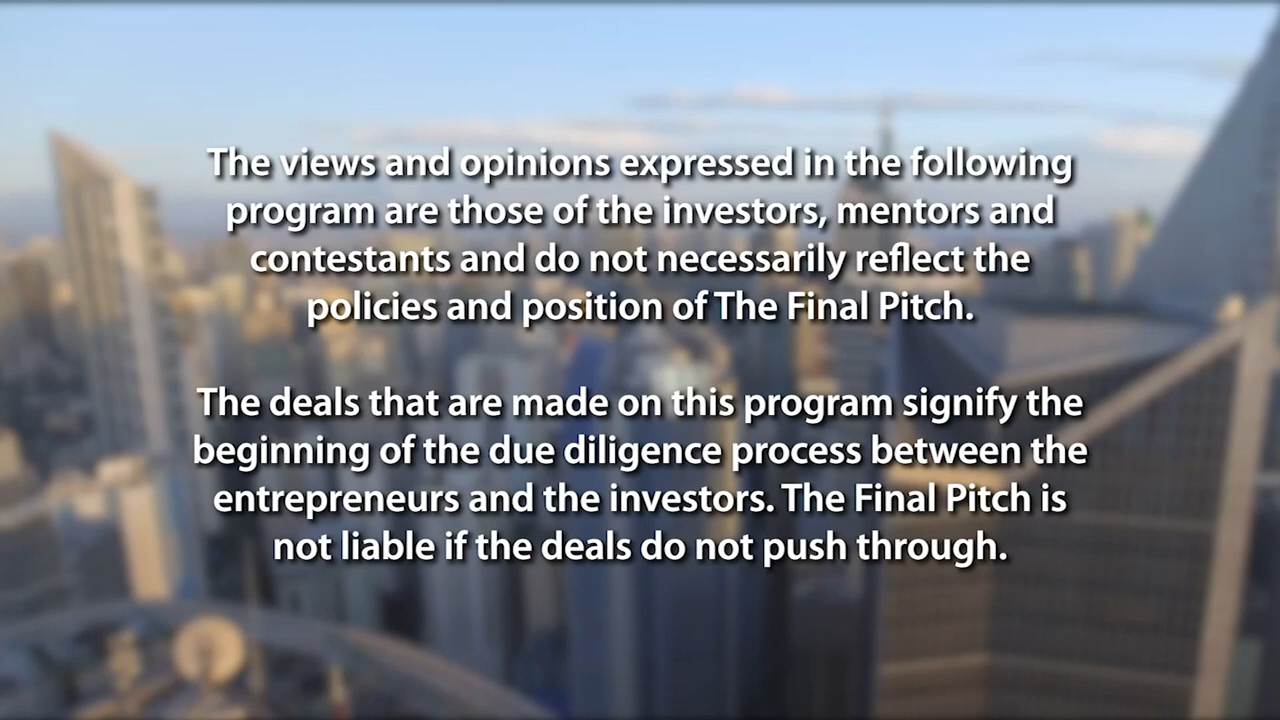 The views and opinions expressed in the following
program are those of the investors, mentors and
contestants and do not necessarily reflect the
policies and position of The Final Pitch.
The deals that are made on this program signify the
beginning of the due diligence process between the
entrepreneurs and the investors. The Final Pitch is
not liable if the deals do not push through.